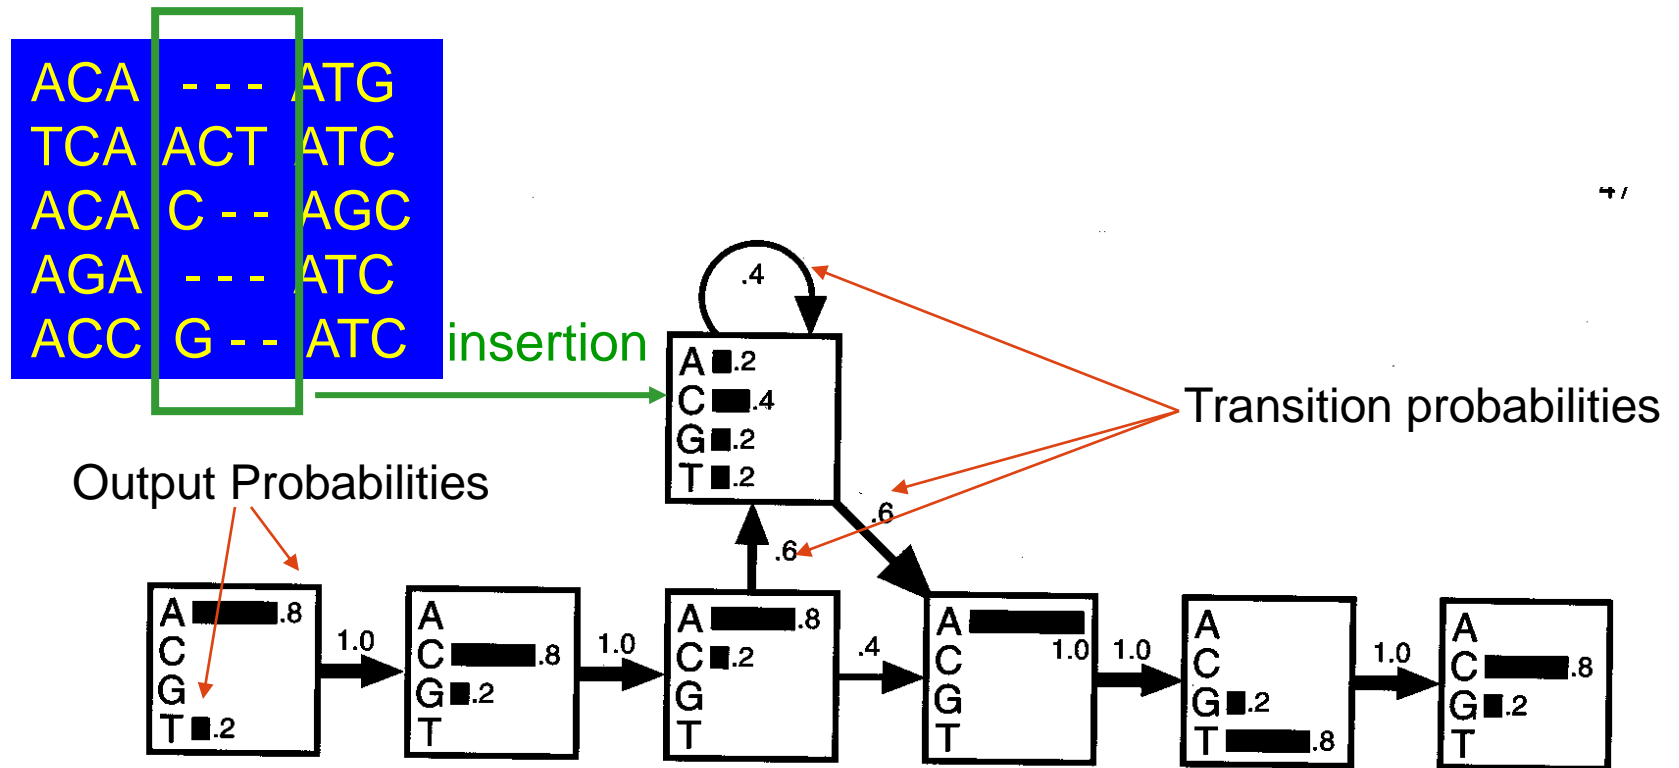 ACA - - - ATG
TCA ACT ATC
ACA C - - AGC
AGA - - - ATC
ACC G - - ATC
insertion
.4
A .2
C .4
G .2
T .2
Transition probabilities
Output Probabilities
.6
.6
A .8
C
G
T .2
1.0
A
C .8
G .2
T
1.0
A .8
C .2
G
T
.4
A 1.0
C
G
T
1.0
A
C
G .2
T .8
1.0
A
C .8
G .2
T